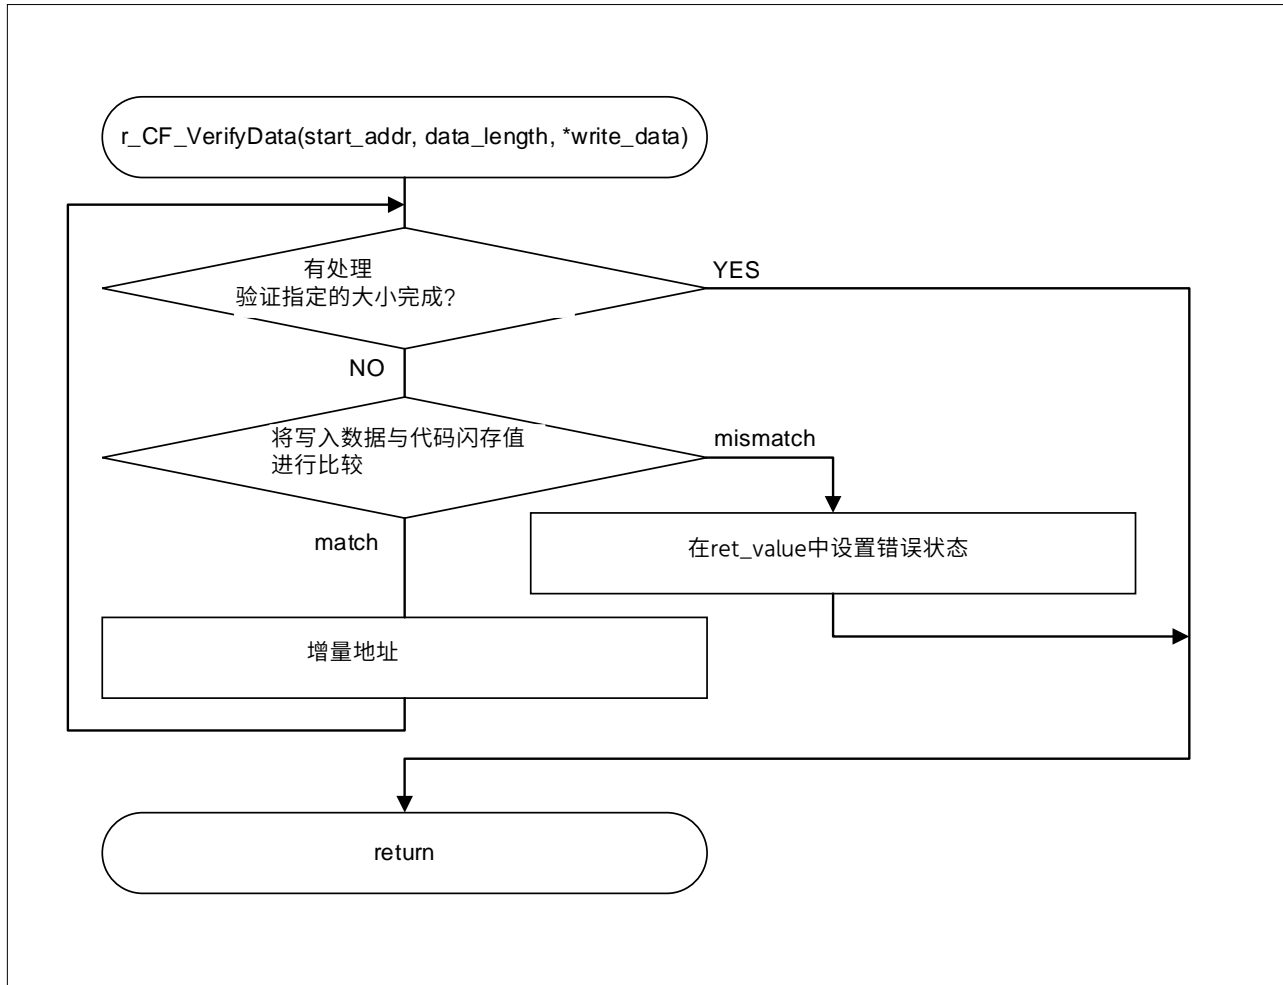 r_CF_VerifyData(start_addr, data_length, *write_data)
有处理
验证指定的大小完成?
YES
NO
将写入数据与代码闪存值
进行比较
mismatch
match
在ret_value中设置错误状态
增量地址
return